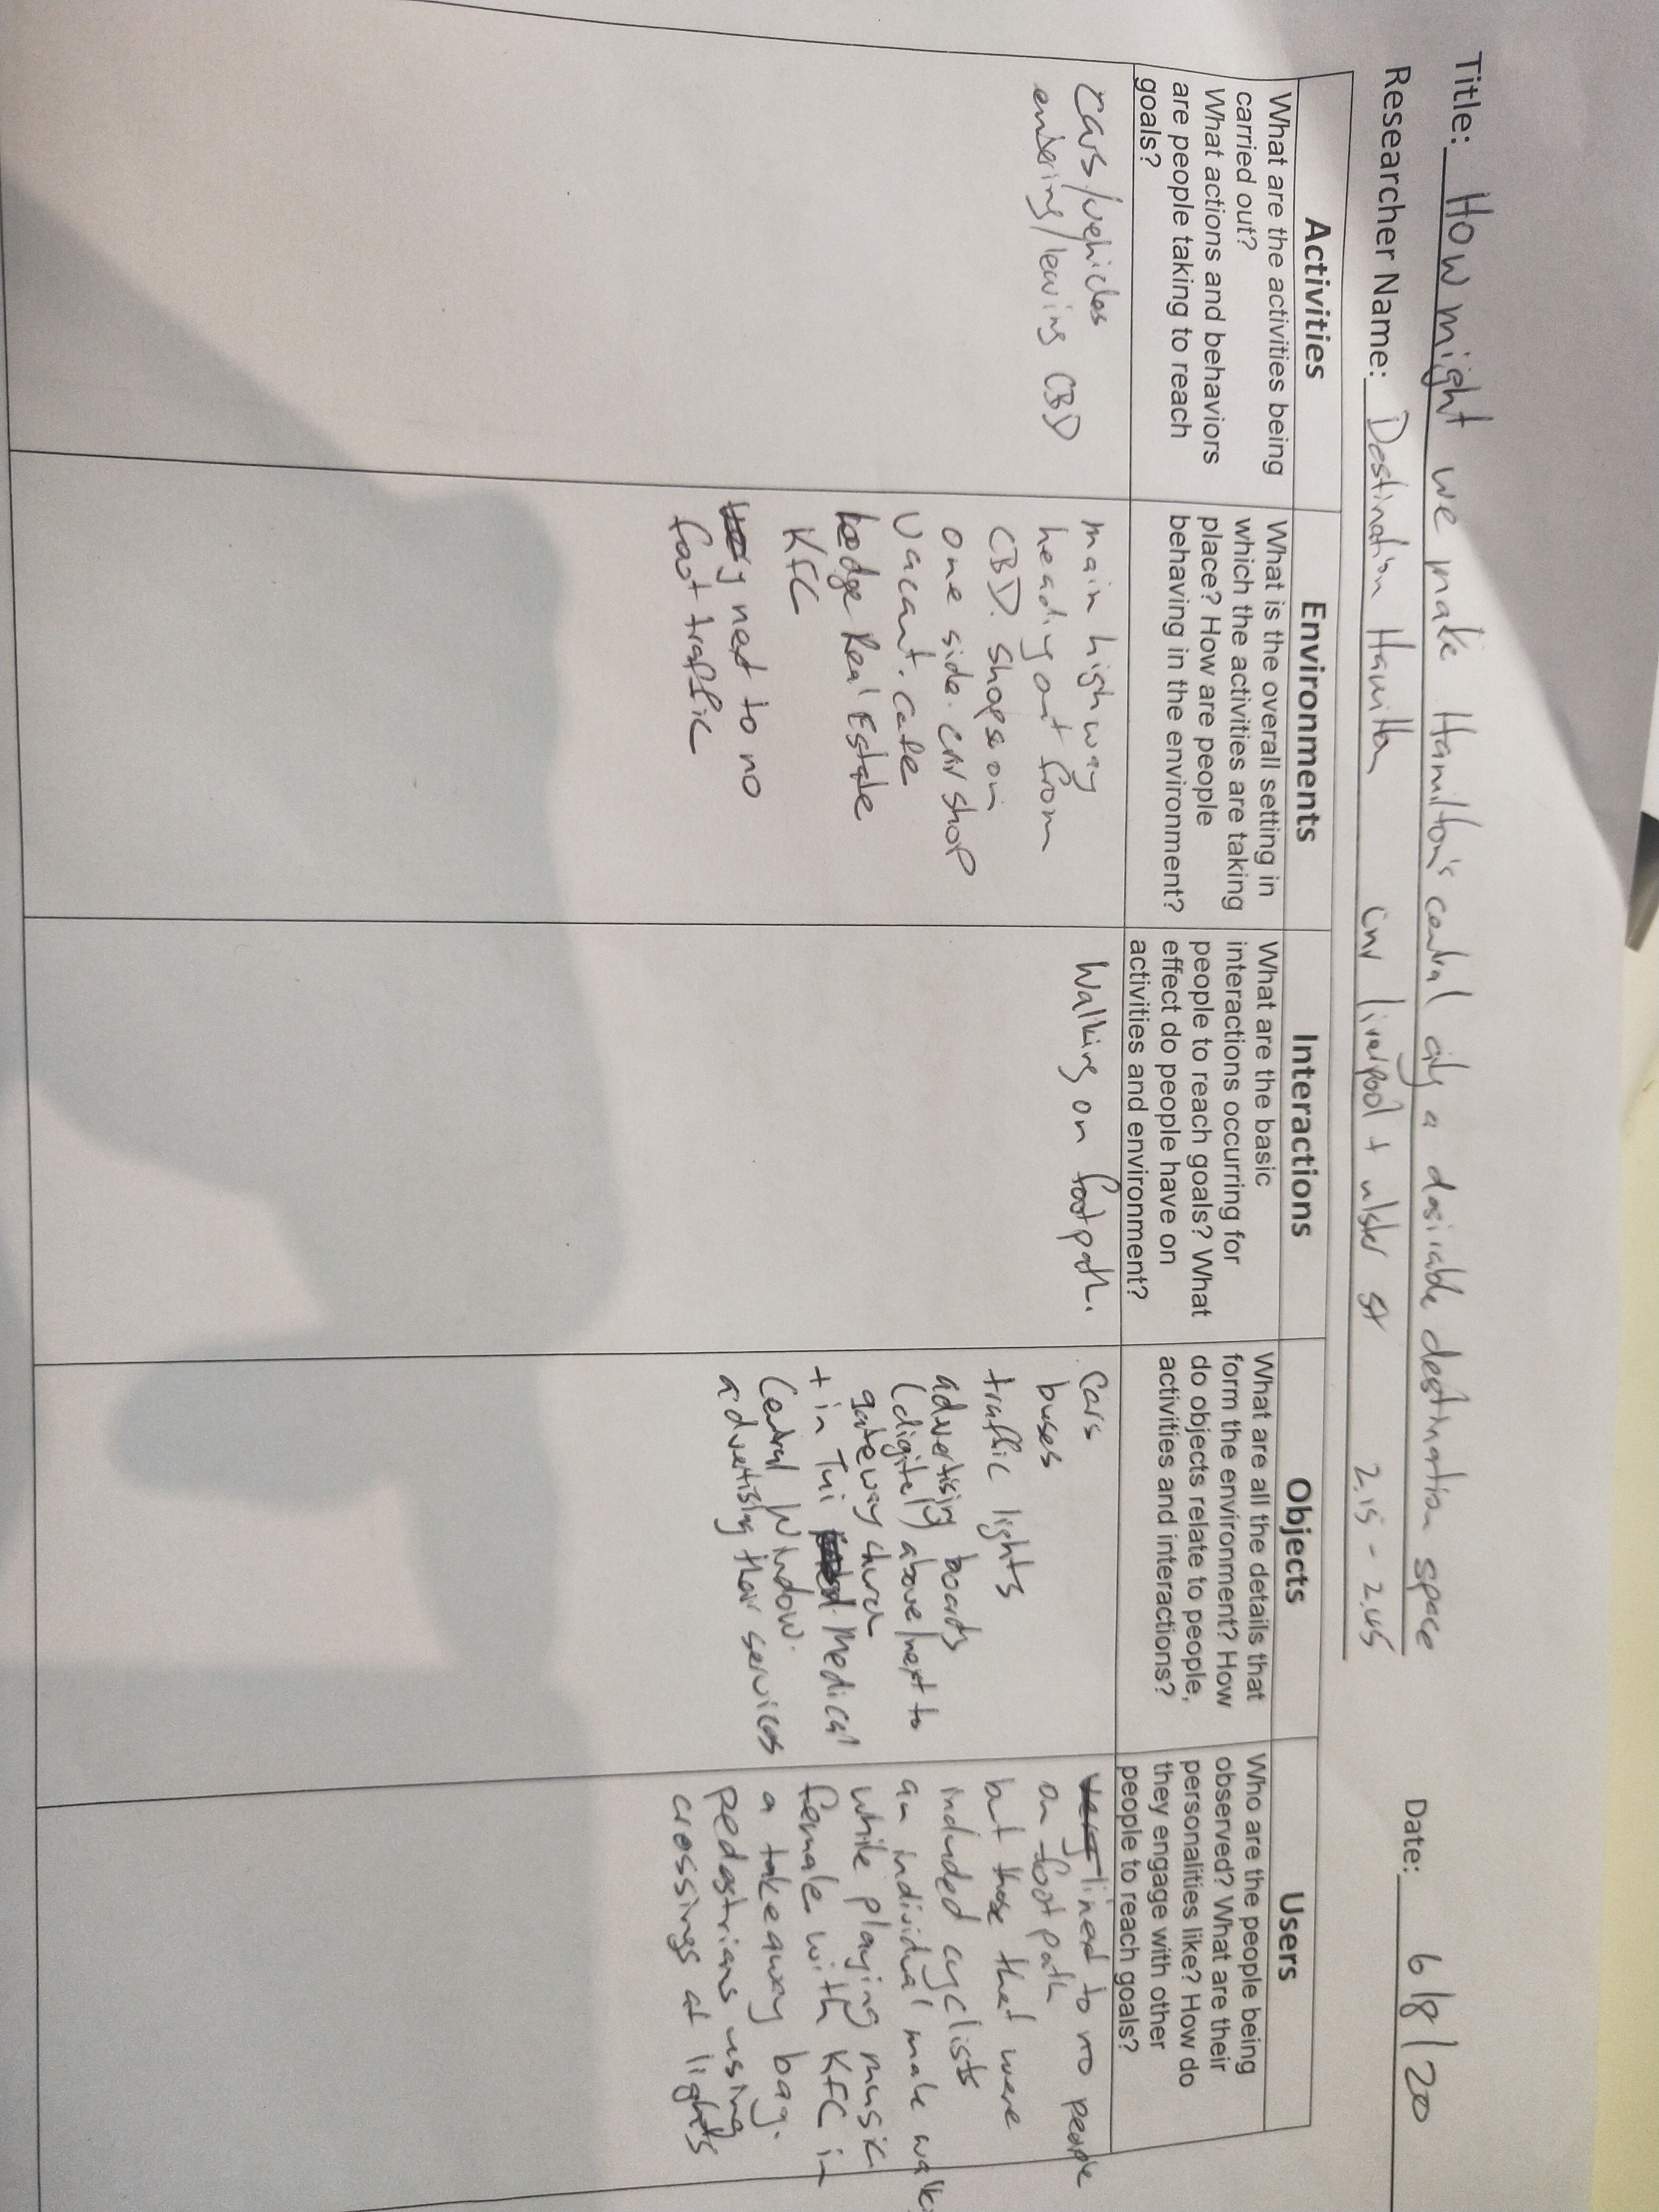 Title: How might we make Hamilton's central city a desirable destination space
Date: 6/8/20
Researcher Name: Destination Hamilton Cnr liverpool + ulster st 2.15 - 2.45
Activities
What are the activities being
carried out?
What actions and behaviors
are people taking to reach
goals?
cars/vehicles
entering/leaving CBD
Environments
What is the overall setting in
which the activities are taking
place? How are people
behaving in the environment?
main highway
heading out from
CBD. shops on
one side. car shop
Vacant. Cafe
Lodge Real Estate
KFC
next to no
foot traffic
Interactions
What are the basic
interactions occurring for
people to reach goals? What
effect do people have on
activities and environment?
Walking on footpath.
Objects
What are all the details that
form the environment? How
do objects relate to people,
activities and interactions?
Cars
buses
traffic lights
advertising boards
(digital) above/next to
gateway church
+ in Tui Medical
Central Window.
advertising their services
Users
Who are the people being
observed? What are their
personalities like? How do
they engage with other
people to reach goals?
to no people
on footpath
but those that were
included cyclists
an individual male walk
while playing music
female with KFC in
a takeaway bag.
pedestrians using
crossings at lights